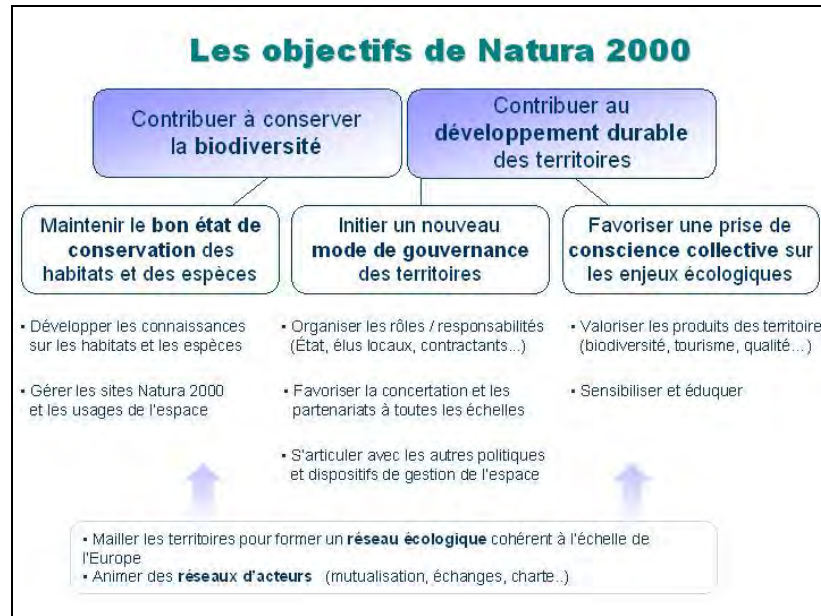 Les objectifs de Natura 2000
Contribuer à conserver
la biodiversité
Contribuer au
développement durable
des territoires
Maintenir le bon état de
conservation des
habitats et des espèces
Initier un nouveau
mode de gouvernance
des territoires
Favoriser une prise de
conscience collective sur
les enjeux écologiques
▪ Développer les connaissances
sur les habitats et les espèces
▪ Gérer les sites Natura 2000
et les usages de l'espace
▪ Organiser les rôles / responsabilités
(État, élus locaux, contractants...)
▪ Favoriser la concertation et les
partenariats à toutes les échelles
▪ S'articuler avec les autres politiques
et dispositifs de gestion de l'espace
▪ Valoriser les produits des territoire
(biodiversité, tourisme, qualité...)
▪ Sensibiliser et éduquer
▪ Mailler les territoires pour former un réseau écologique cohérent à l'échelle de
l'Europe
▪ Animer des réseaux d'acteurs (mutualisation, échanges, charte..)